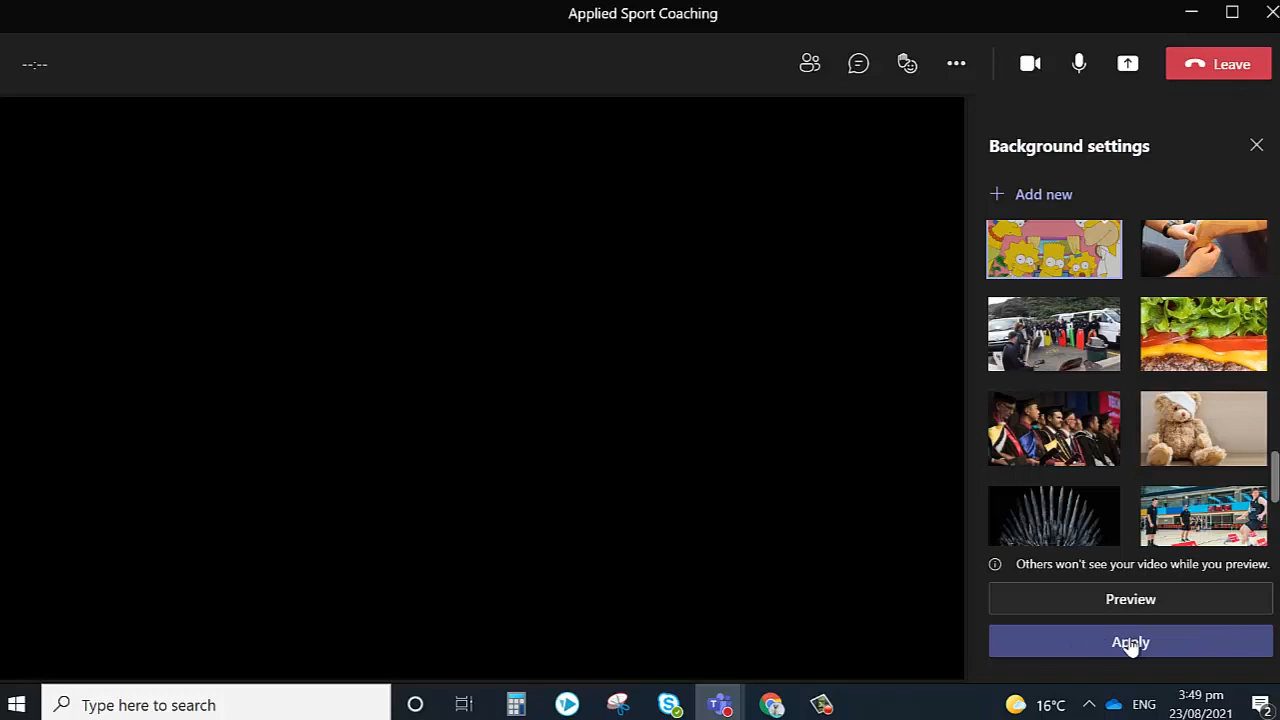 Applied Sport Coaching
--:--
Leave
Background settings
Add new
Others won't see your video while you preview.
Preview
Apply
Type here to search
16°C
ENG
3:49 pm
23/08/2021
2